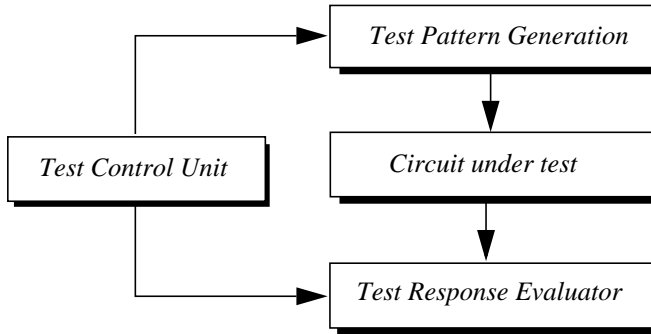 Test Pattern Generation
Test Control Unit
Circuit under test
Test Response Evaluator